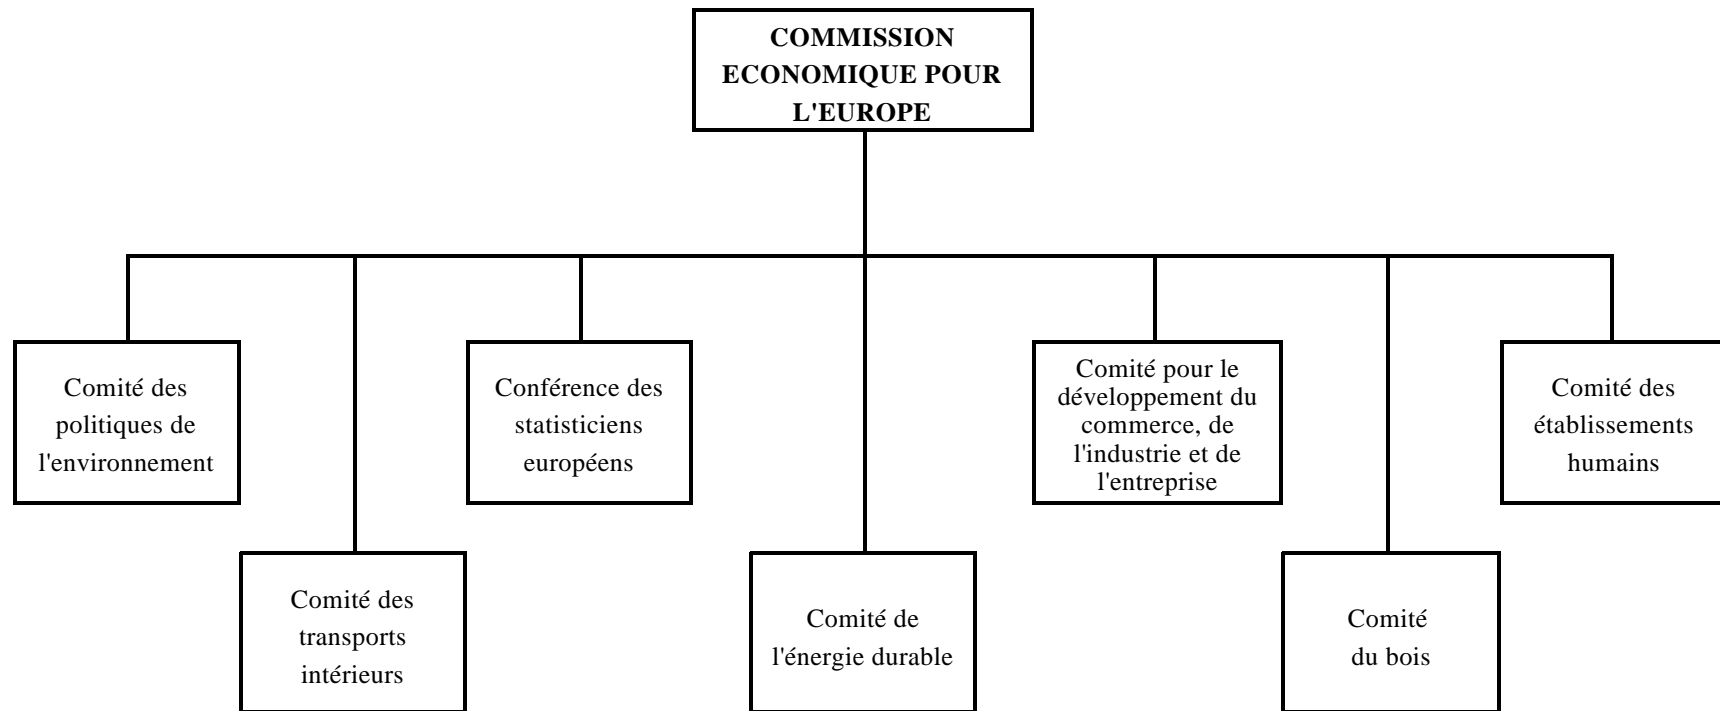 COMMISSION
ECONOMIQUE POUR
L'EUROPE
Comité des
politiques de
l'environnement
Conférence des
statisticiens
européens
Comité pour le
développement du
commerce, de
l'industrie et de
l'entreprise
Comité des
établissements
humains
Comité des
transports
intérieurs
Comité de
l'énergie durable
Comité
du bois